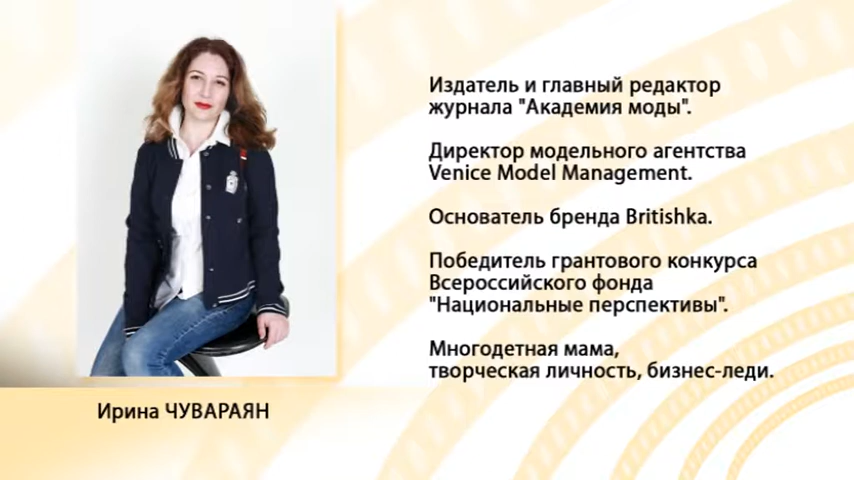 Издатель и главный редактор
журнала "Академия моды".
Директор модельного агентства
Venice Model Management.
Основатель бренда Britishka.
Победитель грантового конкурса
Всероссийского фонда
"Национальные перспективы".
Многодетная мама,
творческая личность, бизнес-леди.
Ирина ЧУВАРАЯН